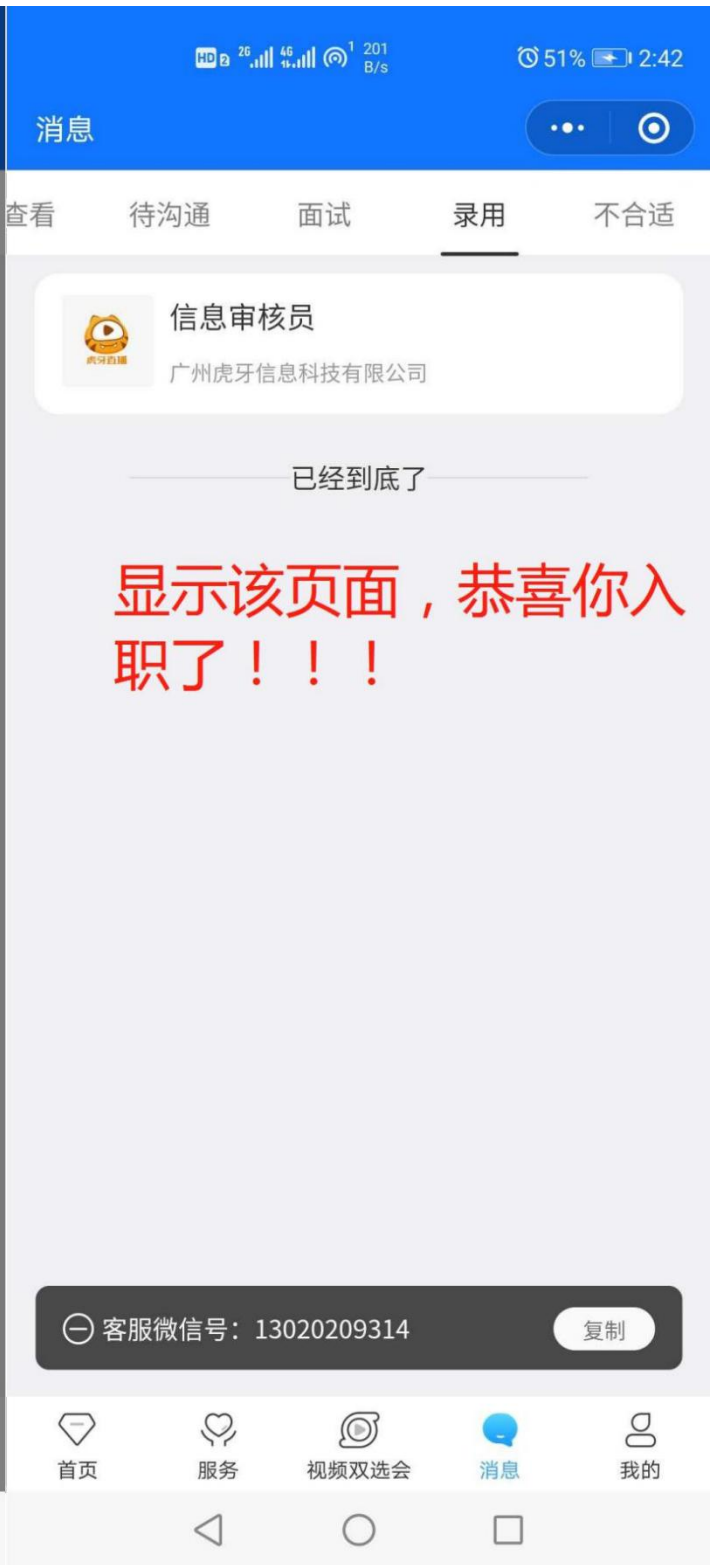 HD 2 2G 4G 1 201 B/s 51% 2:42
消息
查看 待沟通 面试 录用 不合适
信息审核员
虎牙直播
广州虎牙信息科技有限公司
已经到底了
显示该页面，恭喜你入
职了！！！
客服微信号：13020209314 复制
首页 服务 视频双选会 消息 我的